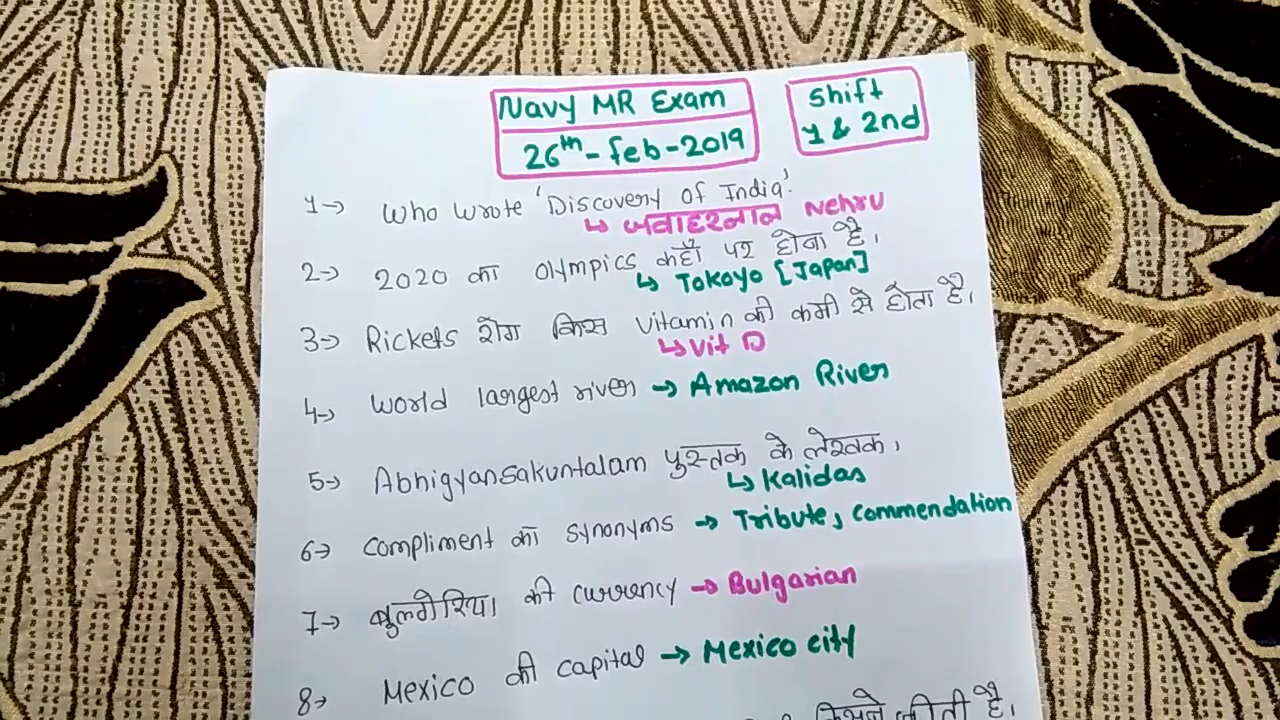 Navy MR Exam
26th-feb-2019
Shift
1 & 2nd
1→ Who wrote 'Discovery of India'.
↳ जवाहरलाल Nehru
2→ 2020 का Olympics कहाँ पर होना है।
↳ Tokoyo [Japan]
3→ Rickets रोग किस Vitamin की कमी से होता है।
↳ Vit D
4→ World largest river → Amazon River
5→ Abhigyansakuntalam पुस्तक के लेखक।
↳ Kalidas
6→ Compliment का synonyms → Tribute, commendation
7→ बुल्गेरिया की currency → Bulgarian
8→ Mexico की capital → Mexico city
किसने जीती है।